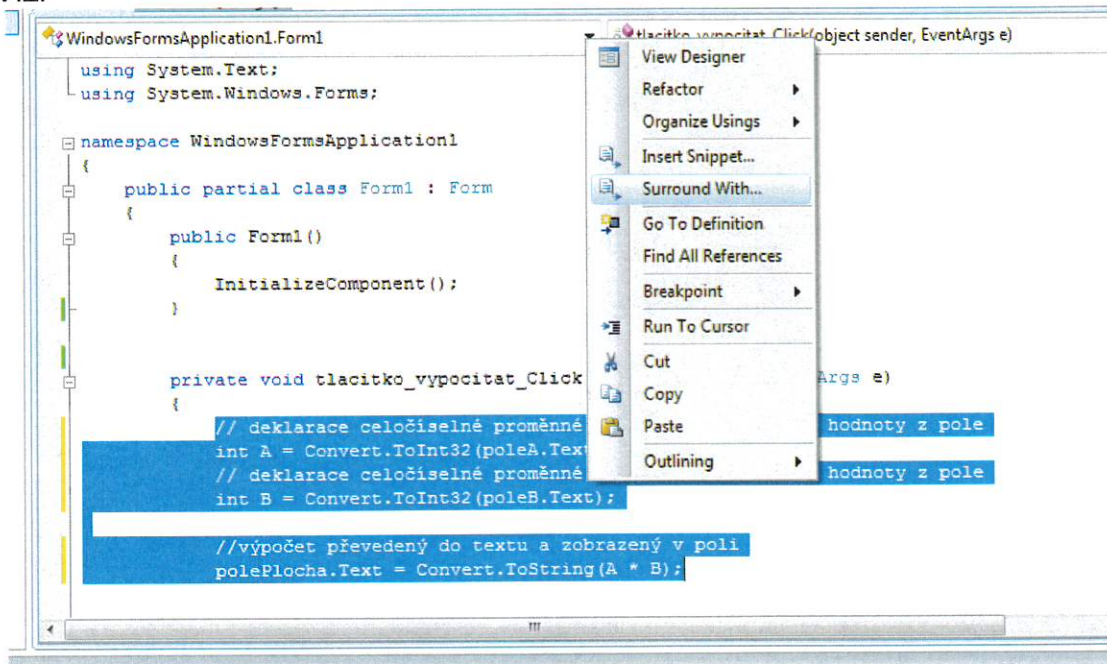 WindowsFormsApplication1.Form1
tlacitko_vypocitat_Click(object sender, EventArgs e)
using System.Text;
using System.Windows.Forms;
namespace WindowsFormsApplication1
{
public partial class Form1 : Form
{
public Form1()
{
InitializeComponent();
}
private void tlacitko_vypocitat_Click Args e)
{
// deklarace celočíselné proměnné hodnoty z pole
int A = Convert.ToInt32(poleA.Text
// deklarace celočíselné proměnné hodnoty z pole
int B = Convert.ToInt32(poleB.Text);
//výpočet převedený do textu a zobrazený v poli
polePlocha.Text = Convert.ToString(A * B);
View Designer
Refactor
Organize Usings
Insert Snippet...
Surround With...
Go To Definition
Find All References
Breakpoint
Run To Cursor
Cut
Copy
Paste
Outlining